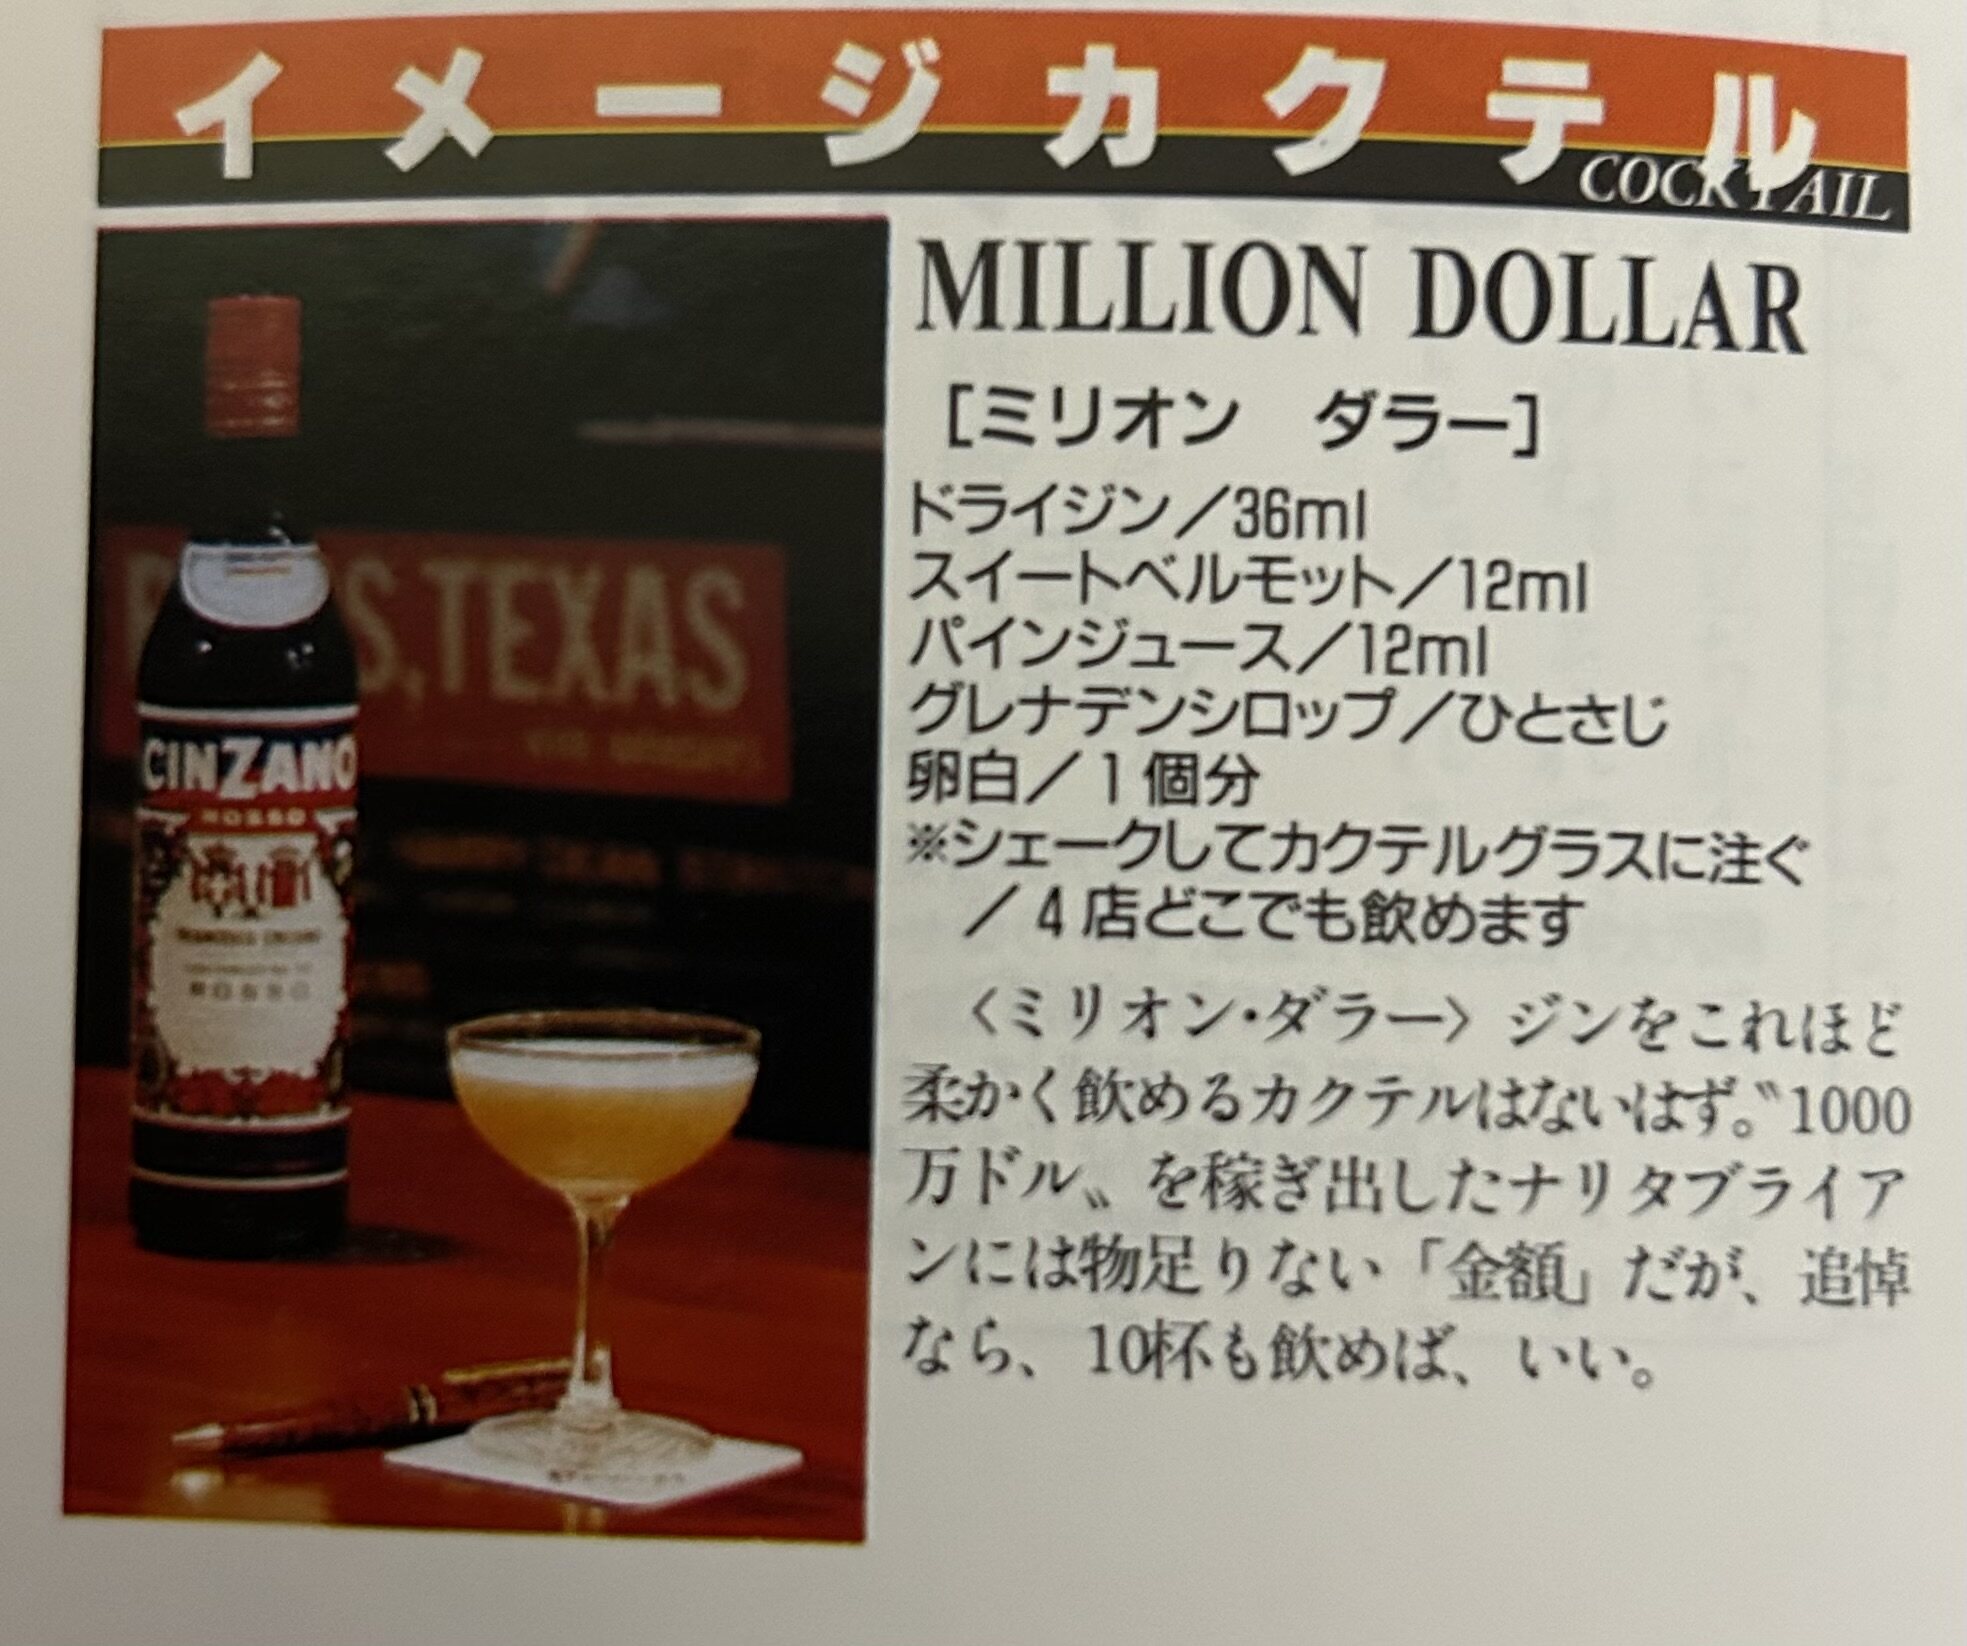 イメージカクテル
COCKTAIL
MILLION DOLLAR
[ミリオン　ダラー]
ドライジン／36ml
スイートベルモット／12ml
パインジュース／12ml
グレナデンシロップ／ひとさじ
卵白／1個分
※シェークしてカクテルグラスに注ぐ
／4店どこでも飲めます
〈ミリオン・ダラー〉ジンをこれほど
柔かく飲めるカクテルはないはず。〝1000
万ドル〟を稼ぎ出したナリタブライア
ンには物足りない「金額」だが、追悼
なら、10杯も飲めば、いい。
S,TEXAS
CINZANO
ROSSO